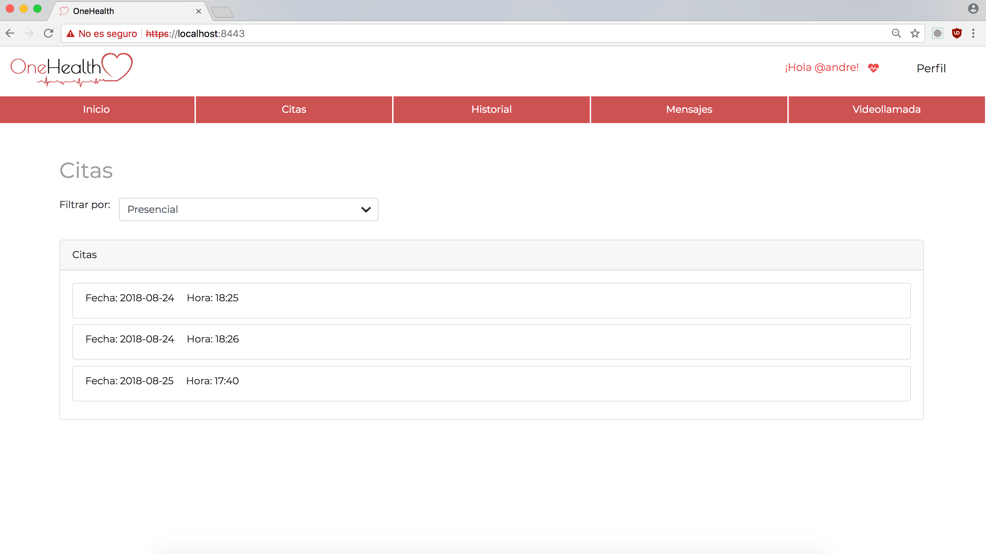 OneHealth
No es seguro https://localhost:8443
OneHealth
¡Hola @andre! Perfil
Inicio Citas Historial Mensajes Videollamada
Citas
Filtrar por: Presencial
Citas
Fecha: 2018-08-24 Hora: 18:25
Fecha: 2018-08-24 Hora: 18:26
Fecha: 2018-08-25 Hora: 17:40